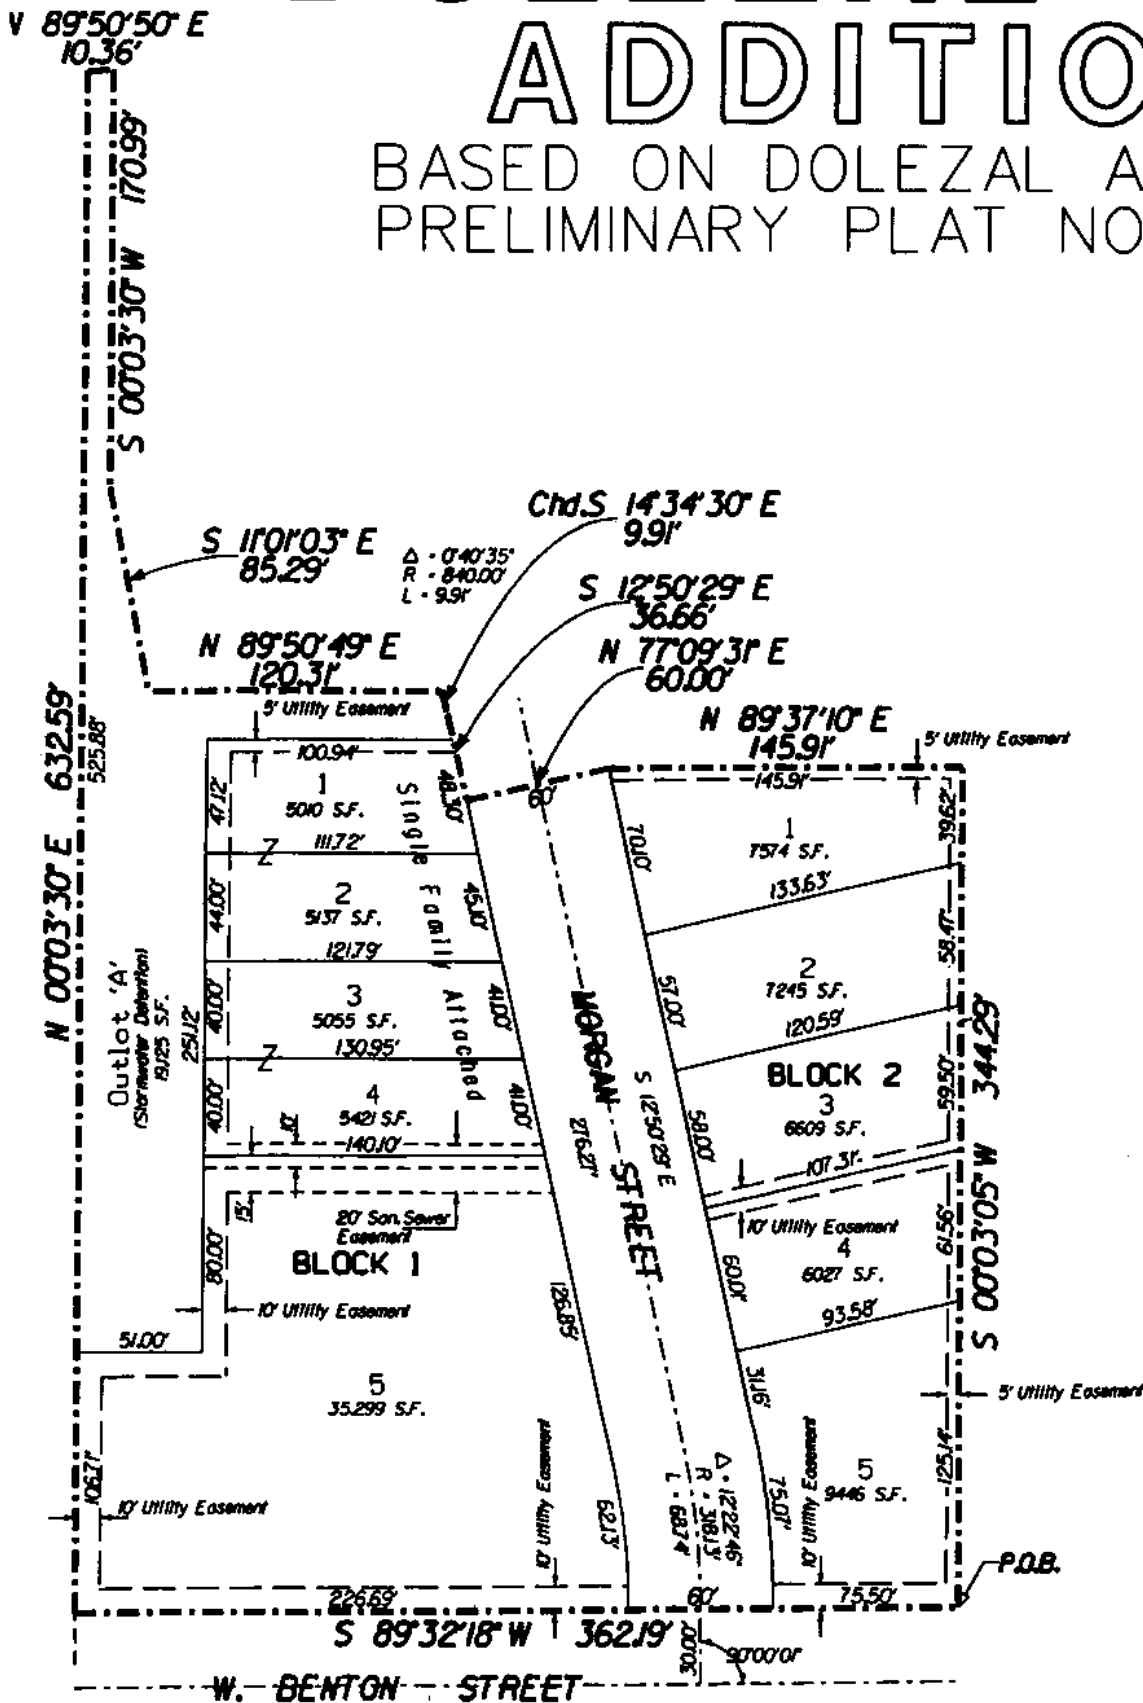 89°50'50" E
10.36'
ADDITIO
BASED ON DOLEZAL A
PRELIMINARY PLAT NO
S 00°03'30" W 170.99'
Chd.S 14°34'30" E
9.91'
S 11°01'03" E
85.29'
Δ = 0°40'35"
R = 840.00'
L = 9.91'
S 12°50'29" E
36.66'
N 89°50'49" E
120.31'
N 77°09'31" E
60.00'
N 89°37'10" E
145.91'
5' Utility Easement
5' Utility Easement
N 00°03'30" E 632.59'
525.88'
100.94'
145.91'
60'
47.12'
1
5010 S.F.
48.30'
Single Family Attached
70.10'
1
7574 S.F.
39.62'
111.72'
Z
133.63'
44.00'
2
5137 S.F.
45.10'
58.47'
121.79'
2
7245 S.F.
57.00'
120.59'
Outlot 'A'
(Stormwater Detention)
19,125 S.F.
251.12'
40.00'
3
5055 S.F.
41.00'
MORGAN STREET
S 12°50'29" E
276.27'
BLOCK 2
S 00°03'05" W 344.29'
130.95'
Z
40.00'
4
5421 S.F.
41.00'
58.00'
3
6609 S.F.
59.50'
10'
140.10'
107.31'
15'
20' San. Sewer
Easement
10' Utility Easement
80.00'
BLOCK 1
4
6027 S.F.
61.56'
60.01'
126.85'
10' Utility Easement
93.58'
51.00'
5
35,299 S.F.
31.16'
5' Utility Easement
106.71'
10' Utility Easement
10' Utility Easement
62.13'
Δ = 12°22'46"
R = 318.13'
L = 68.74'
75.07'
10' Utility Easement
5
9446 S.F.
125.14'
P.O.B.
226.69'
60'
75.50'
S 89°32'18" W 362.19'
30.00'
90°00'01"
W. BENTON STREET